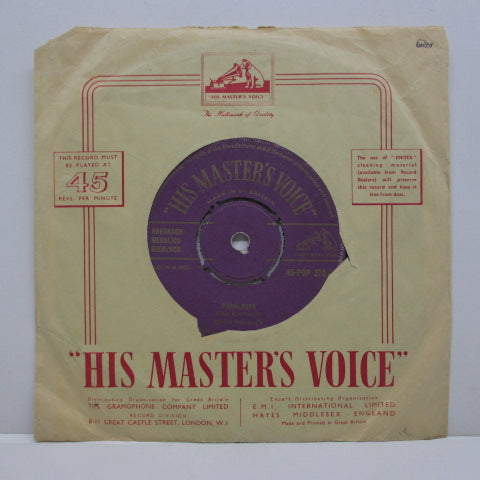 "HIS MASTER'S VOICE"
The Hallmark of Quality
THIS RECORD MUST
BE PLAYED AT
45
REVS. PER MINUTE
The use of "EMITEX"
cleaning material
(available from Record
Dealers) will preserve
this record and keep it
free from dust.
"HIS MASTER'S VOICE"
45-POP 378
"HIS MASTER'S VOICE"
Distributing Organisation for Great Britain
THE GRAMOPHONE COMPANY LIMITED
RECORD DIVISION
8-11 GREAT CASTLE STREET, LONDON, W.1
Export Distributing Organisation
E.M.I. INTERNATIONAL LIMITED
HAYES MIDDLESEX ENGLAND
Made and Printed in Great Britain